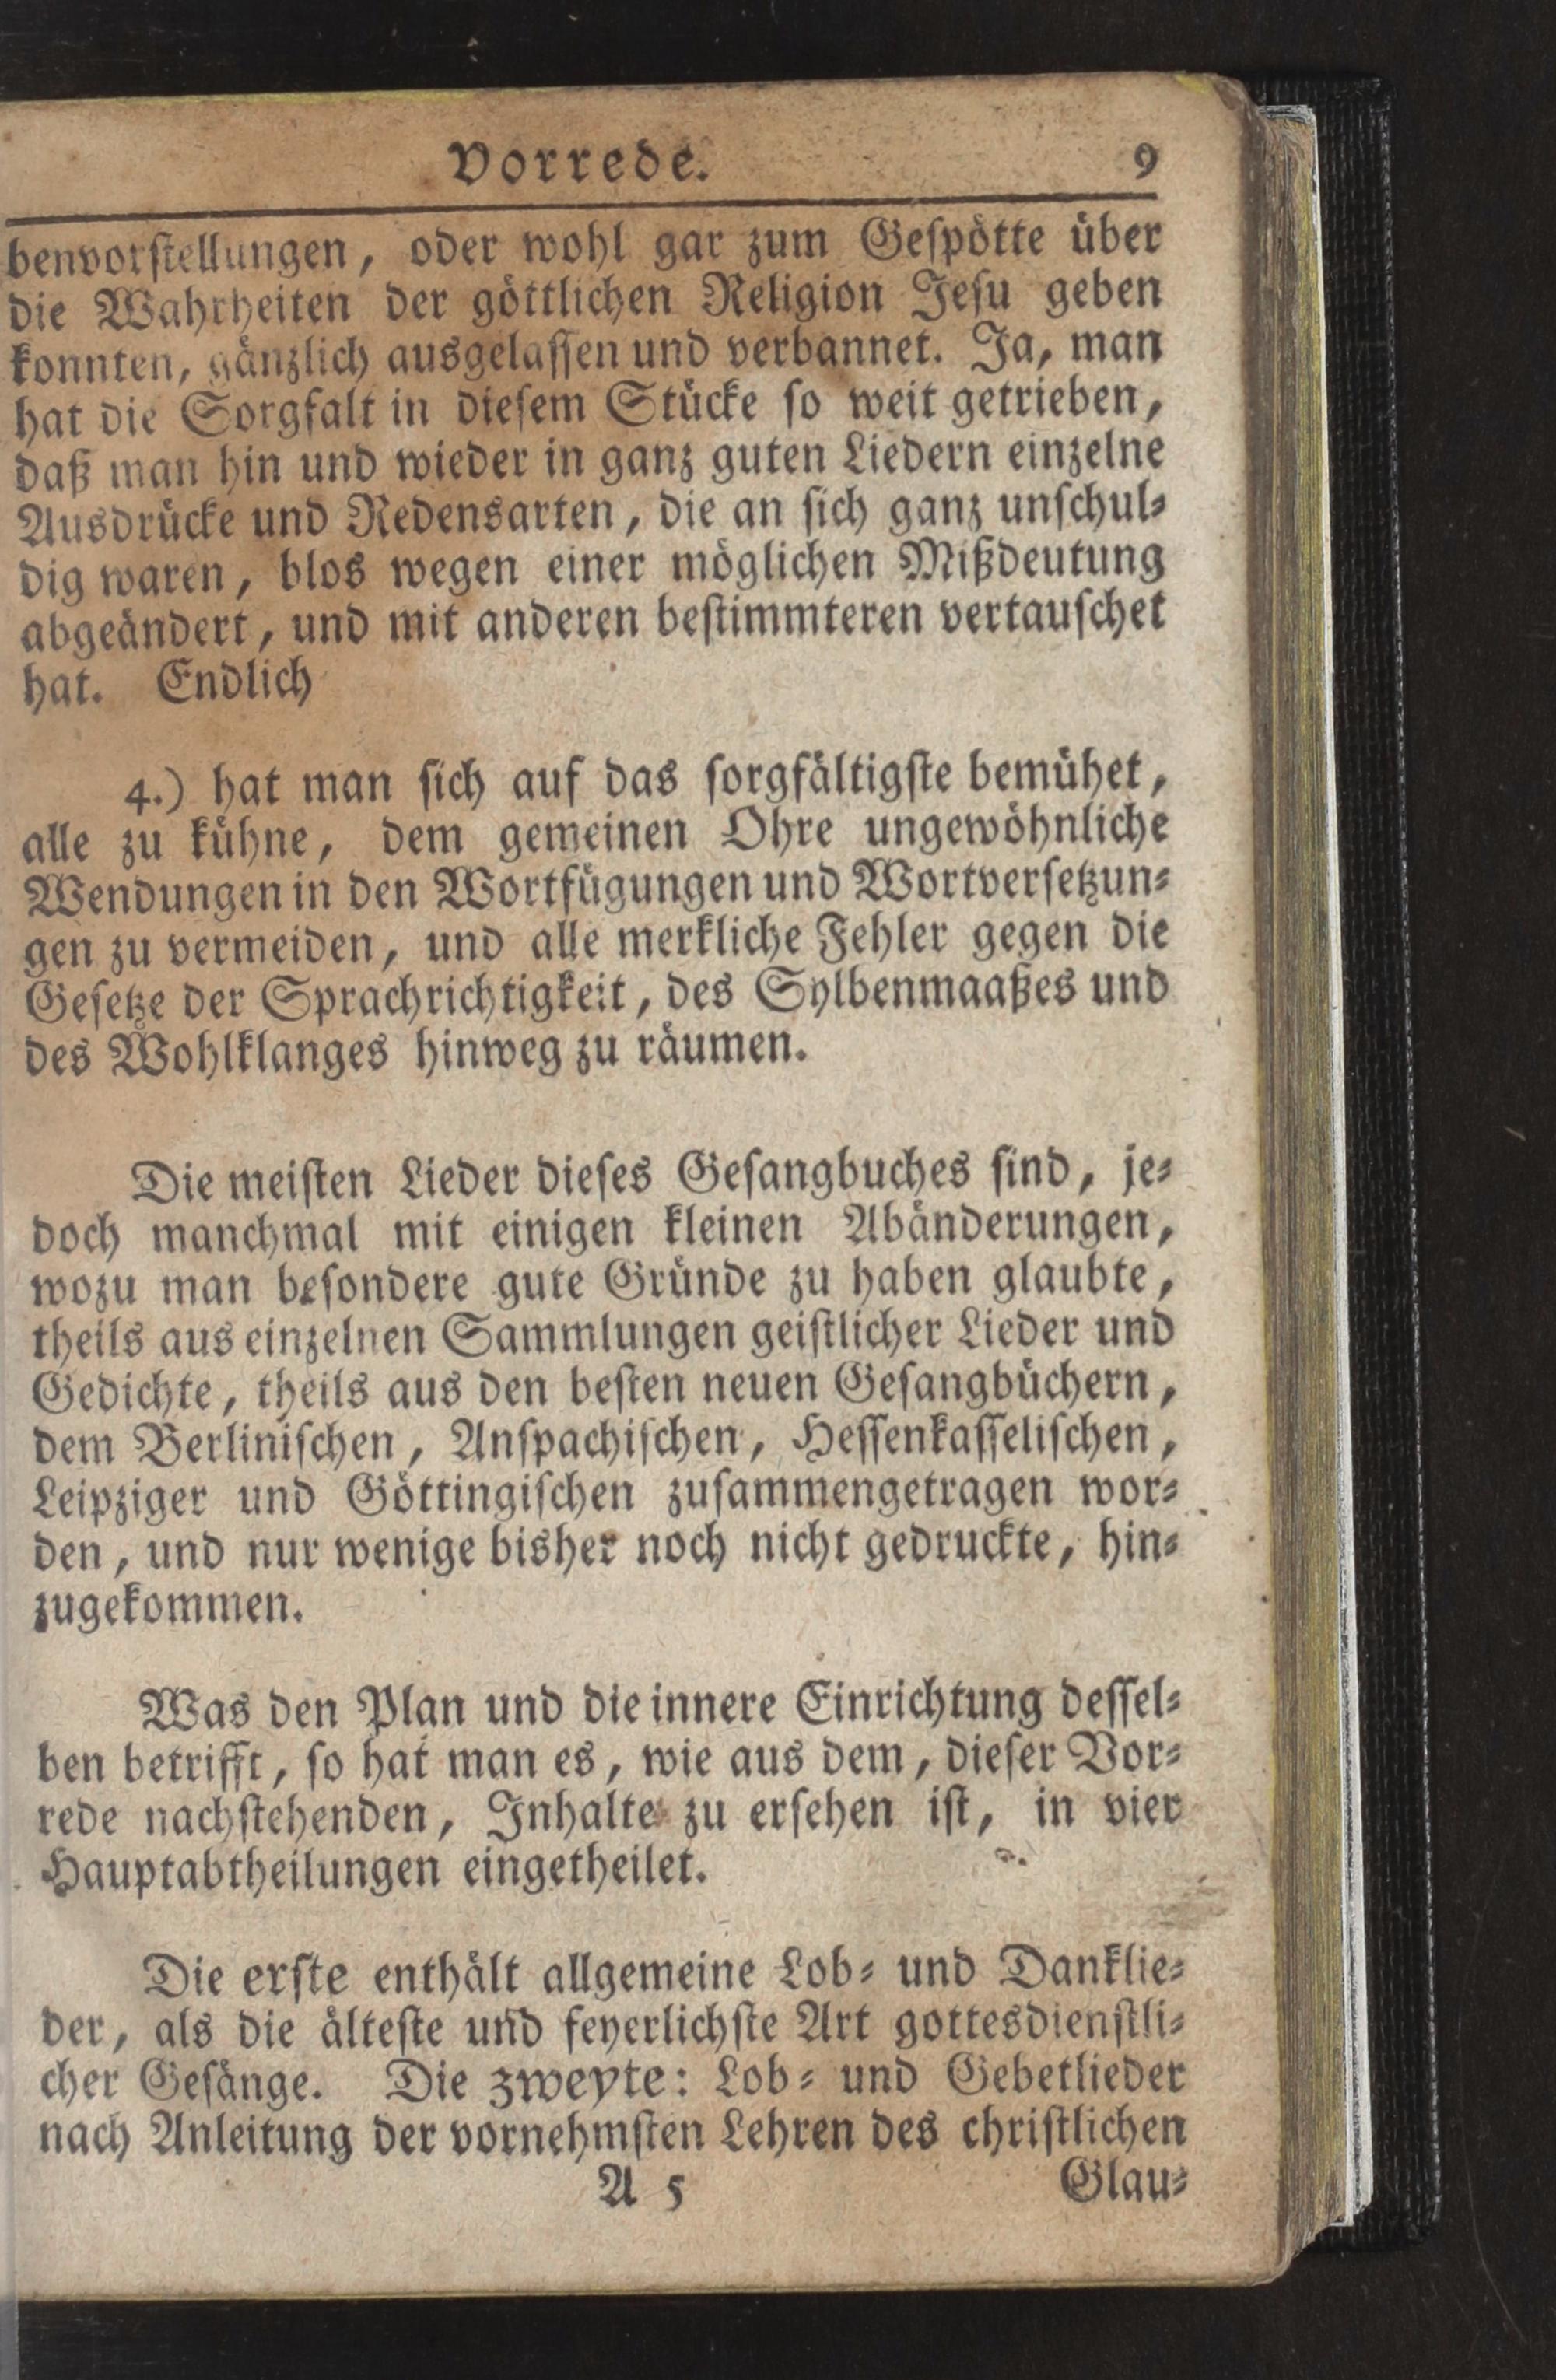 Vorrede. 9
benvorſtellungen, oder wohl gar zum Geſpötte über
die Wahrheiten der göttlichen Religion Jeſu geben
konnten, gänzlich ausgelaſſen und verbannet. Ja, man
hat die Sorgfalt in dieſem Stücke ſo weit getrieben,
daß man hin und wieder in ganz guten Liedern einzelne
Ausdrücke und Redensarten, die an ſich ganz unſchul⸗
dig waren, blos wegen einer möglichen Mißdeutung
abgeändert, und mit anderen beſtimmteren vertauſchet
hat. Endlich
4.) hat man ſich auf das ſorgfältigſte bemühet,
alle zu kühne, dem gemeinen Ohre ungewöhnliche
Wendungen in den Wortfügungen und Wortverſetzun⸗
gen zu vermeiden, und alle merkliche Fehler gegen die
Geſetze der Sprachrichtigkeit, des Sylbenmaaßes und
des Wohlklanges hinweg zu räumen.
Die meiſten Lieder dieſes Geſangbuches ſind, je⸗
doch manchmal mit einigen kleinen Abänderungen,
wozu man beſondere gute Gründe zu haben glaubte,
theils aus einzelnen Sammlungen geiſtlicher Lieder und
Gedichte, theils aus den beſten neuen Geſangbüchern,
dem Berliniſchen, Anſpachiſchen, Heſſenkaſſeliſchen,
Leipziger und Göttingiſchen zuſammengetragen wor⸗
den, und nur wenige bisher noch nicht gedruckte, hin⸗
zugekommen.
Was den Plan und die innere Einrichtung deſſel⸗
ben betrifft, ſo hat man es, wie aus dem, dieſer Vor⸗
rede nachſtehenden, Inhalte zu erſehen iſt, in vier
Hauptabtheilungen eingetheilet.
Die erſte enthält allgemeine Lob⸗ und Danklie⸗
der, als die älteſte und feyerlichſte Art gottesdienſtli⸗
cher Geſänge. Die zweyte: Lob⸗ und Gebetlieder
nach Anleitung der vornehmſten Lehren des chriſtlichen
A 5 Glau⸗